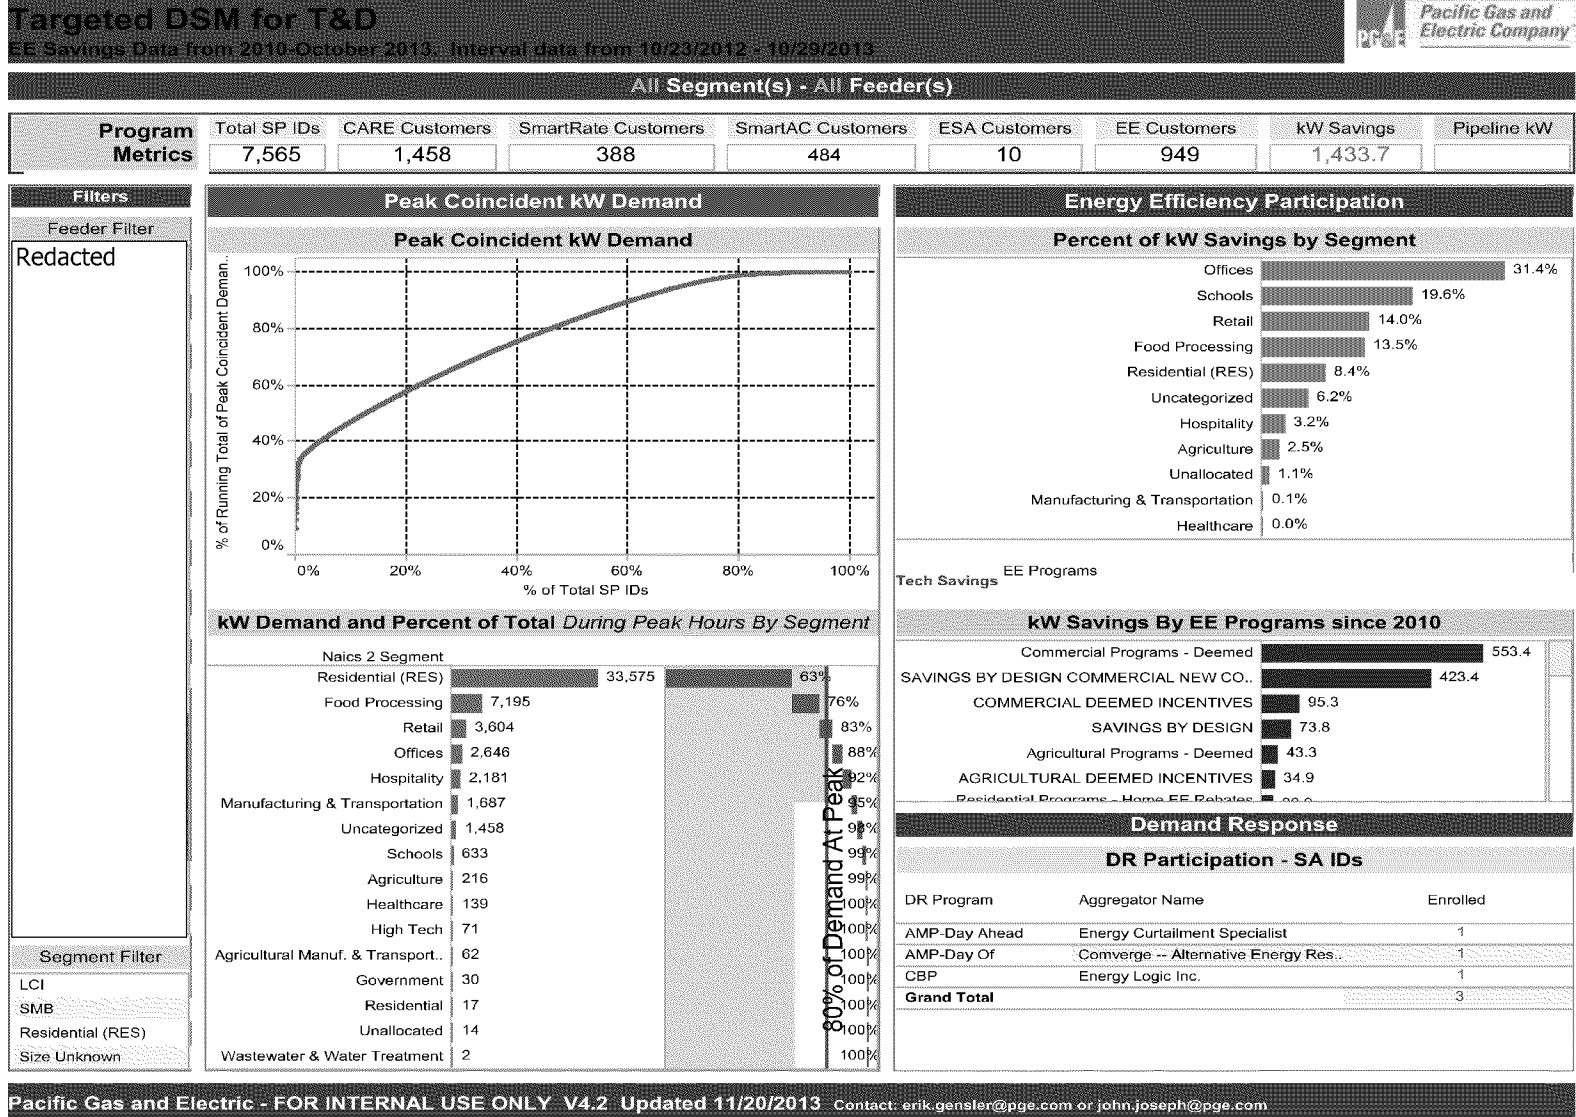 Targeted DSM for T&D
EE Savings Data from 2010-October 2013. Interval data from 10/23/2012 - 10/29/2013
Pacific Gas and
Electric Company
PG&E
All Segment(s) - All Feeder(s)
Program
Metrics
Total SP IDs CARE Customers SmartRate Customers SmartAC Customers ESA Customers EE Customers kW Savings Pipeline kW
7,565 1,458 388 484 10 949 1,433.7
Filters
Feeder Filter
Redacted
Segment Filter
LCI
SMB
Residential (RES)
Size Unknown
Peak Coincident kW Demand
Peak Coincident kW Demand
% of Running Total of Peak Coincident Deman..
100%
80%
60%
40%
20%
0%
0% 20% 40% 60% 80% 100%
% of Total SP IDs
kW Demand and Percent of Total During Peak Hours By Segment
Naics 2 Segment
Residential (RES) 33,575 63%
Food Processing 7,195 76%
Retail 3,604 83%
Offices 2,646 88%
Hospitality 2,181 92%
Manufacturing & Transportation 1,687 95%
Uncategorized 1,458 98%
Schools 633 99%
Agriculture 216 99%
Healthcare 139 100%
High Tech 71 100%
Agricultural Manuf. & Transport.. 62 100%
Government 30 100%
Residential 17 100%
Unallocated 14 100%
Wastewater & Water Treatment 2 100%
80% of Demand At Peak
Energy Efficiency Participation
Percent of kW Savings by Segment
Offices 31.4%
Schools 19.6%
Retail 14.0%
Food Processing 13.5%
Residential (RES) 8.4%
Uncategorized 6.2%
Hospitality 3.2%
Agriculture 2.5%
Unallocated 1.1%
Manufacturing & Transportation 0.1%
Healthcare 0.0%
Tech Savings EE Programs
kW Savings By EE Programs since 2010
Commercial Programs - Deemed 553.4
SAVINGS BY DESIGN COMMERCIAL NEW CO.. 423.4
COMMERCIAL DEEMED INCENTIVES 95.3
SAVINGS BY DESIGN 73.8
Agricultural Programs - Deemed 43.3
AGRICULTURAL DEEMED INCENTIVES 34.9
Residential Programs - Home EE Rebates
Demand Response
DR Participation - SA IDs
DR Program Aggregator Name Enrolled
AMP-Day Ahead Energy Curtailment Specialist 1
AMP-Day Of Comverge -- Alternative Energy Res.. 1
CBP Energy Logic Inc. 1
Grand Total 3
Pacific Gas and Electric - FOR INTERNAL USE ONLY V4.2 Updated 11/20/2013 Contact: erik.gensler@pge.com or john.joseph@pge.com